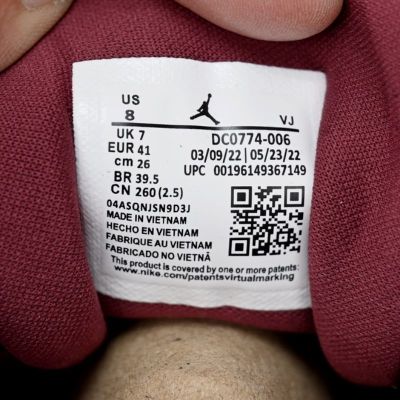 US
8
VJ
UK 7
DC0774-006
EUR 41
03/09/22 | 05/23/22
cm 26
UPC 00196149367149
BR 39.5
CN 260 (2.5)
04ASQNJSN9D3J
MADE IN VIETNAM
HECHO EN VIETNAM
FABRIQUE AU VIETNAM
FABRICADO NO VIETNÃ
This product is covered by one or more patents:
www.nike.com/patentsvirtualmarking